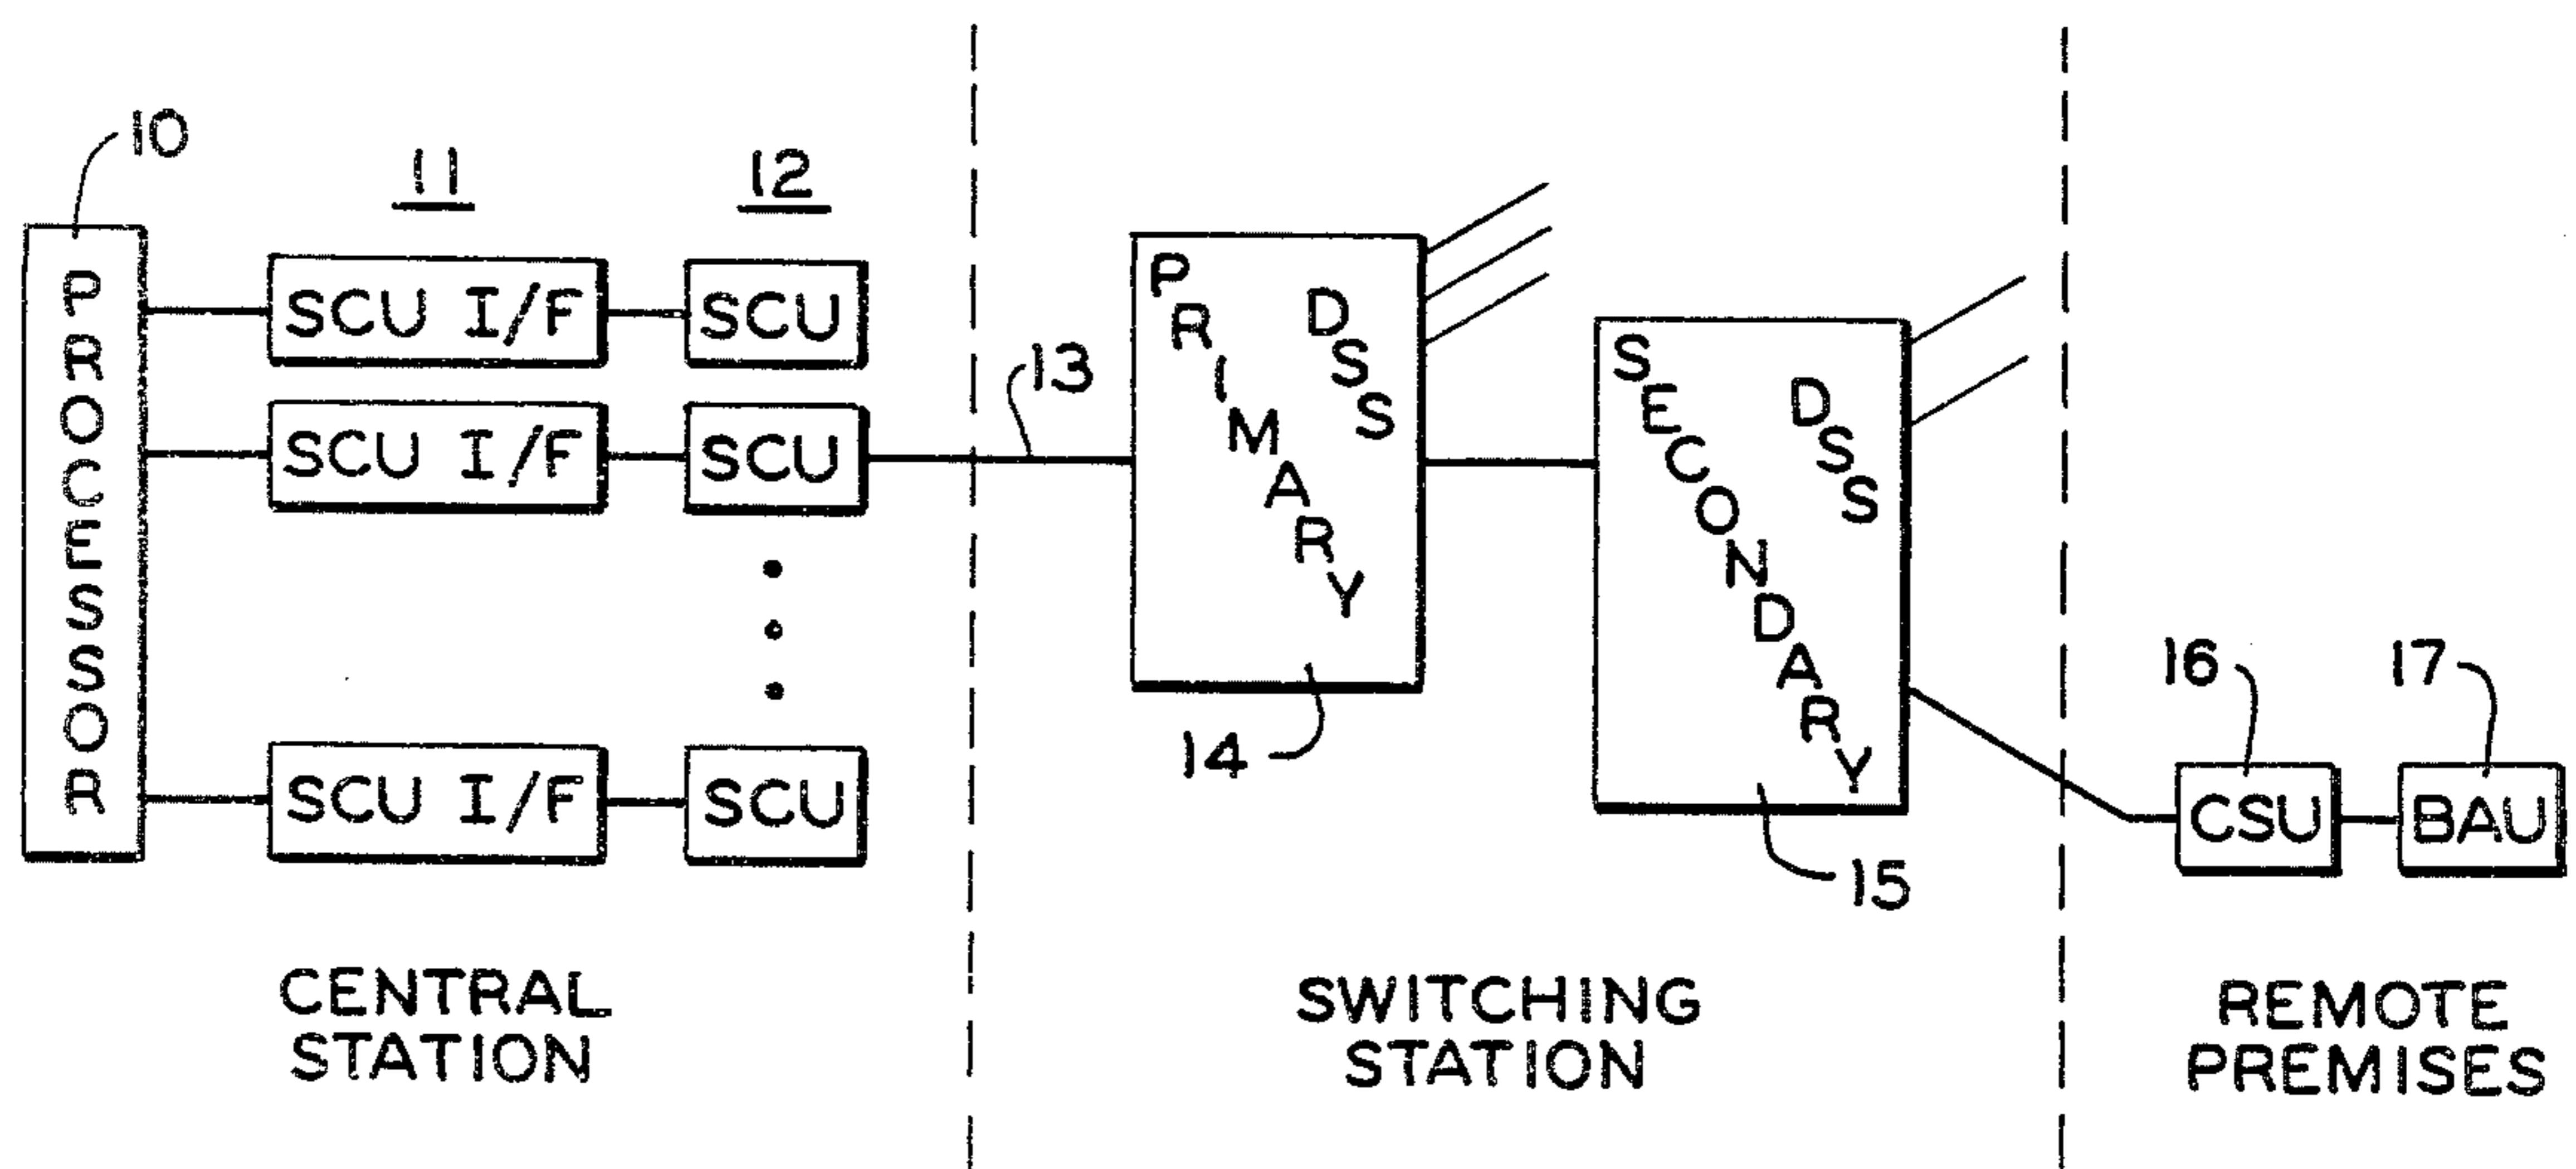 10
11
12
PROCESSOR
SCU I/F
SCU
SCU I/F
SCU
SCU I/F
SCU
13
PRIMARY
DSS
14
SECONDARY
DSS
15
16
17
CSU
BAU
CENTRAL
STATION
SWITCHING
STATION
REMOTE
PREMISES